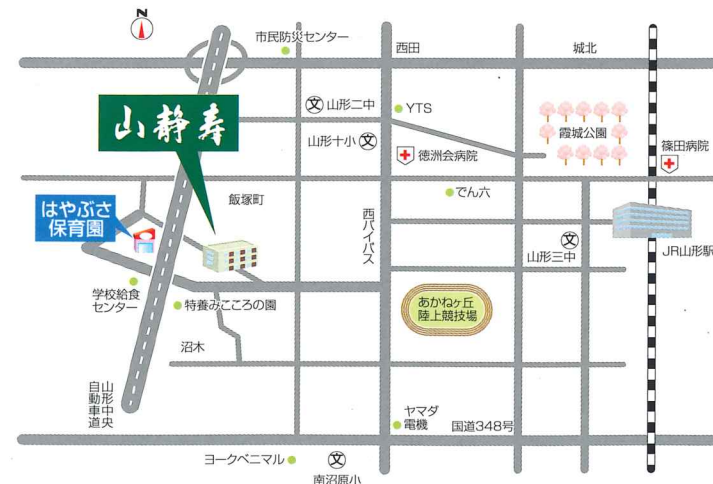 N
市民防災センター
西田
城北
山静寿
文
山形二中
YTS
山形十小
文
徳洲会病院
霞城公園
篠田病院
はやぶさ
保育園
飯塚町
でん六
西バイパス
文
山形三中
JR山形駅
学校給食
センター
特養みこころの園
あかねヶ丘
陸上競技場
沼木
山形中央
自動車道
ヤマダ
電機
国道348号
ヨークベニマル
文
南沼原小